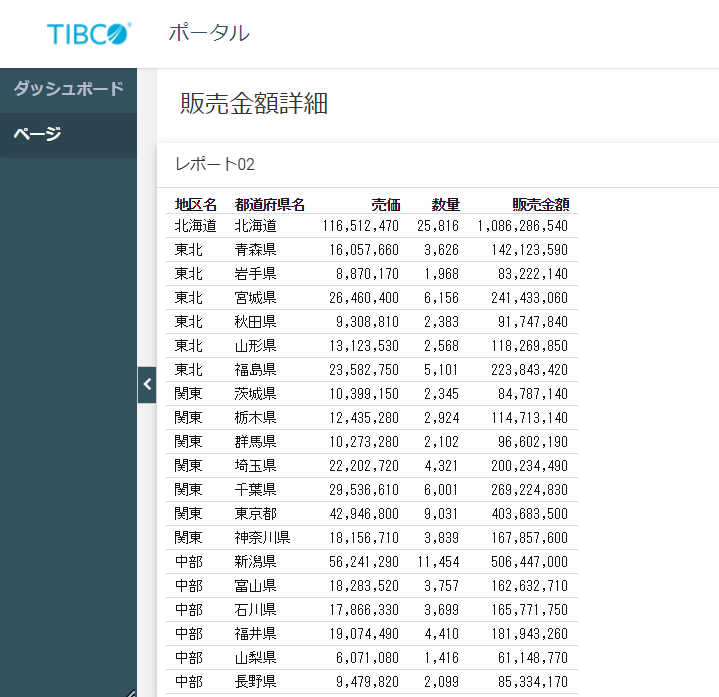 TIBCO ポータル
ダッシュボード
ページ
販売金額詳細
レポート02
地区名 都道府県名 売価 数量 販売金額
北海道 北海道 116,512,470 25,816 1,086,286,540
東北 青森県 16,057,660 3,626 142,123,590
東北 岩手県 8,870,170 1,968 83,222,140
東北 宮城県 26,460,400 6,156 241,433,060
東北 秋田県 9,308,810 2,383 91,747,840
東北 山形県 13,123,530 2,568 118,269,850
東北 福島県 23,582,750 5,101 223,843,420
関東 茨城県 10,399,150 2,345 84,787,140
関東 栃木県 12,435,280 2,924 114,713,140
関東 群馬県 10,273,280 2,102 96,602,190
関東 埼玉県 22,202,720 4,321 200,234,490
関東 千葉県 29,536,610 6,001 269,224,830
関東 東京都 42,946,800 9,031 403,683,500
関東 神奈川県 18,156,710 3,839 167,857,600
中部 新潟県 56,241,290 11,454 506,447,000
中部 富山県 18,283,520 3,757 162,632,710
中部 石川県 17,866,330 3,699 165,771,750
中部 福井県 19,074,490 4,410 181,943,260
中部 山梨県 6,071,080 1,416 61,148,770
中部 長野県 9,479,820 2,099 85,334,170